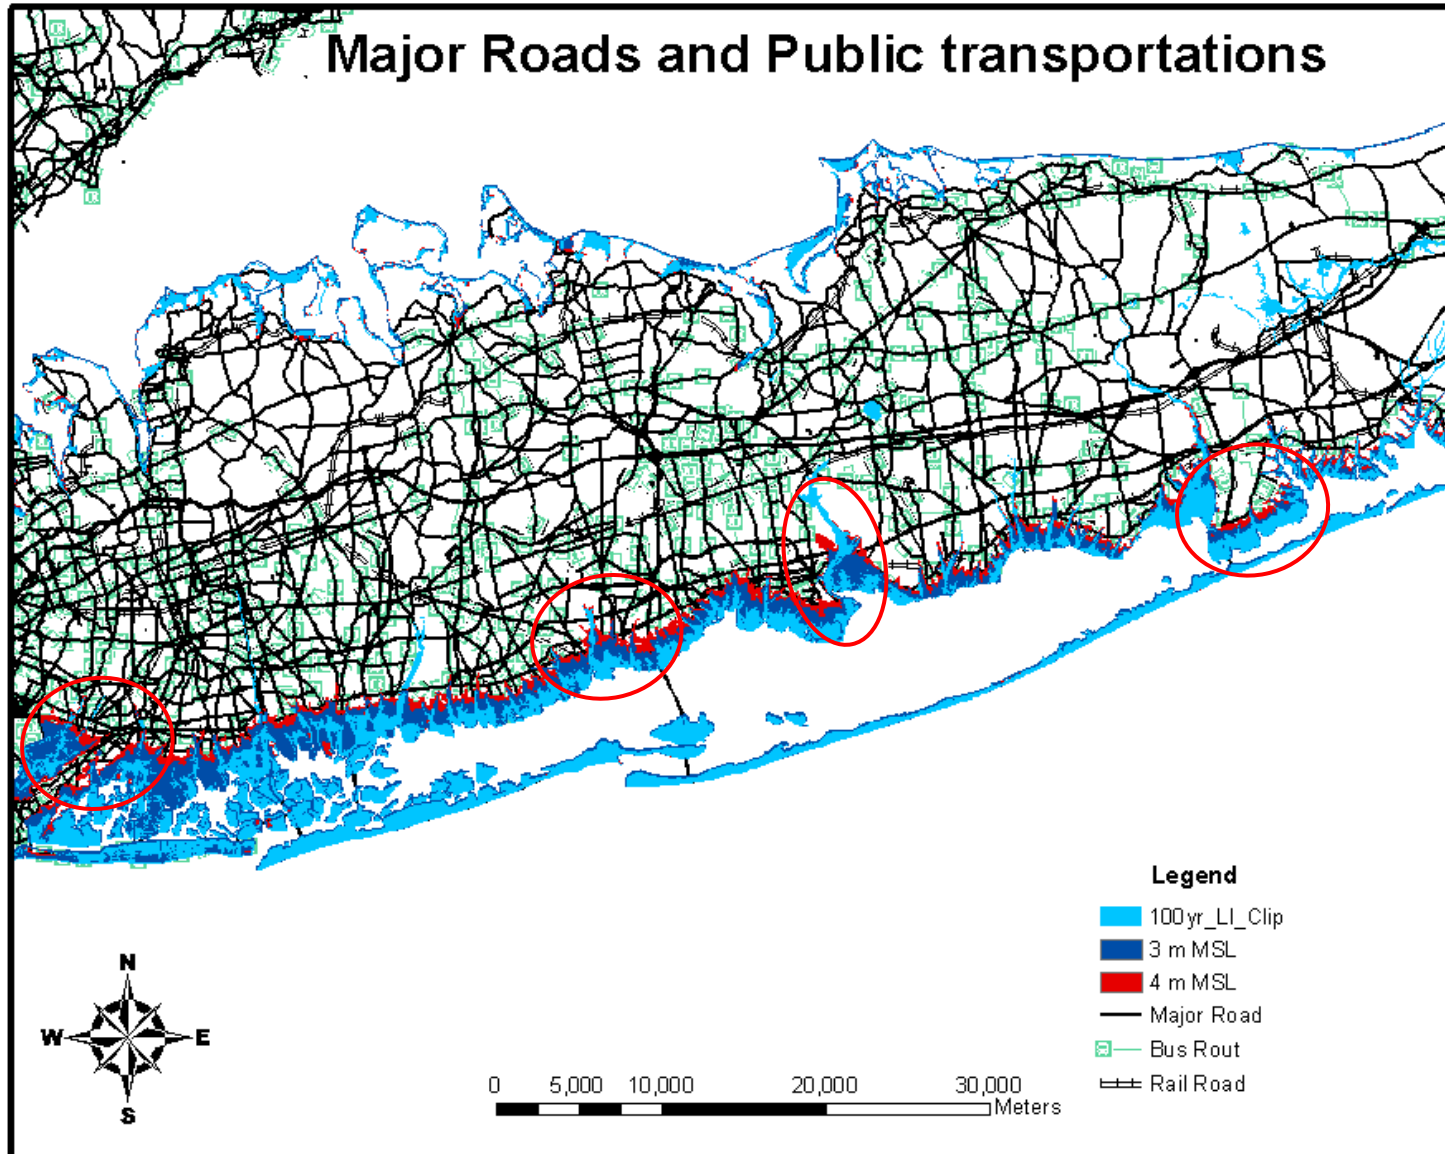 Major Roads and Public transportations
Legend
100yr_LI_Clip
3 m MSL
4 m MSL
Major Road
Bus Rout
Rail Road
N
W
E
S
0 5,000 10,000 20,000 30,000
Meters